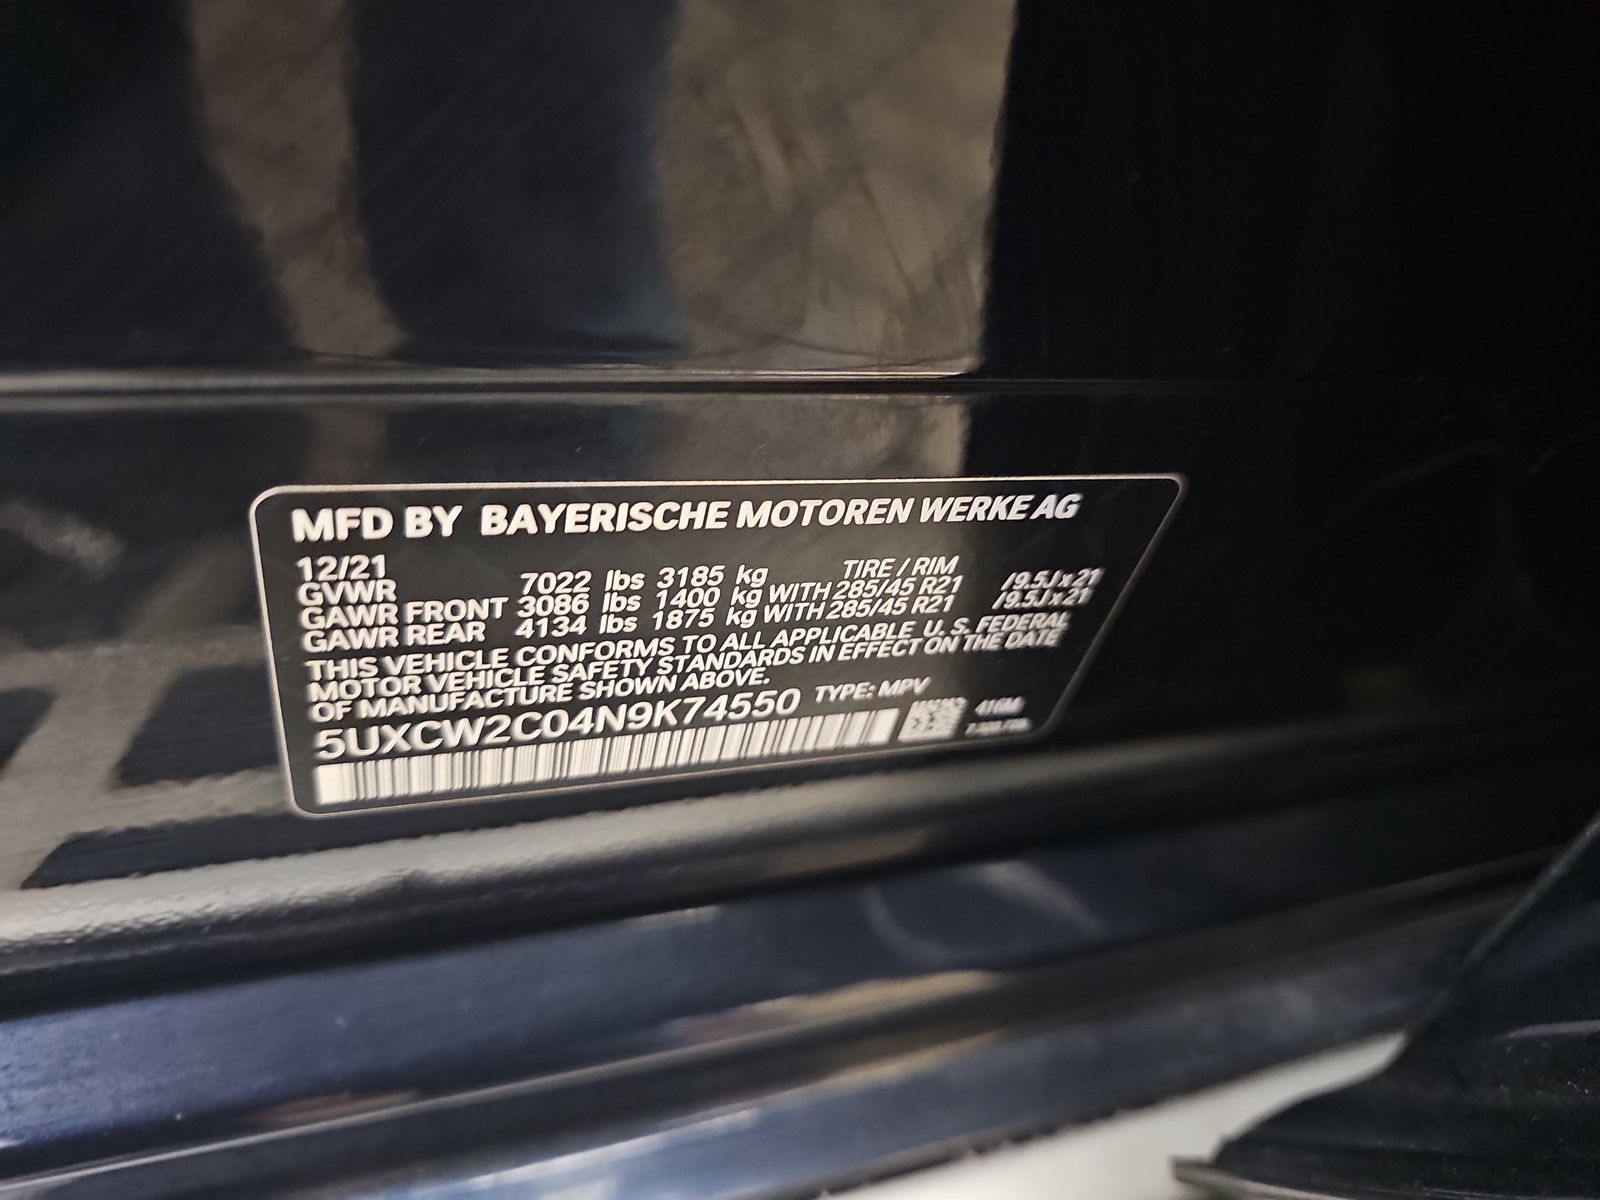 MFD BY BAYERISCHE MOTOREN WERKE AG
12/21 TIRE / RIM
GVWR 7022 lbs 3185 kg
GAWR FRONT 3086 lbs 1400 kg WITH 285/45 R21 /9.5Jx21
GAWR REAR 4134 lbs 1875 kg WITH 285/45 R21 /9.5Jx21
THIS VEHICLE CONFORMS TO ALL APPLICABLE U. S. FEDERAL
MOTOR VEHICLE SAFETY STANDARDS IN EFFECT ON THE DATE
OF MANUFACTURE SHOWN ABOVE.
5UXCW2C04N9K74550 TYPE: MPV
416M